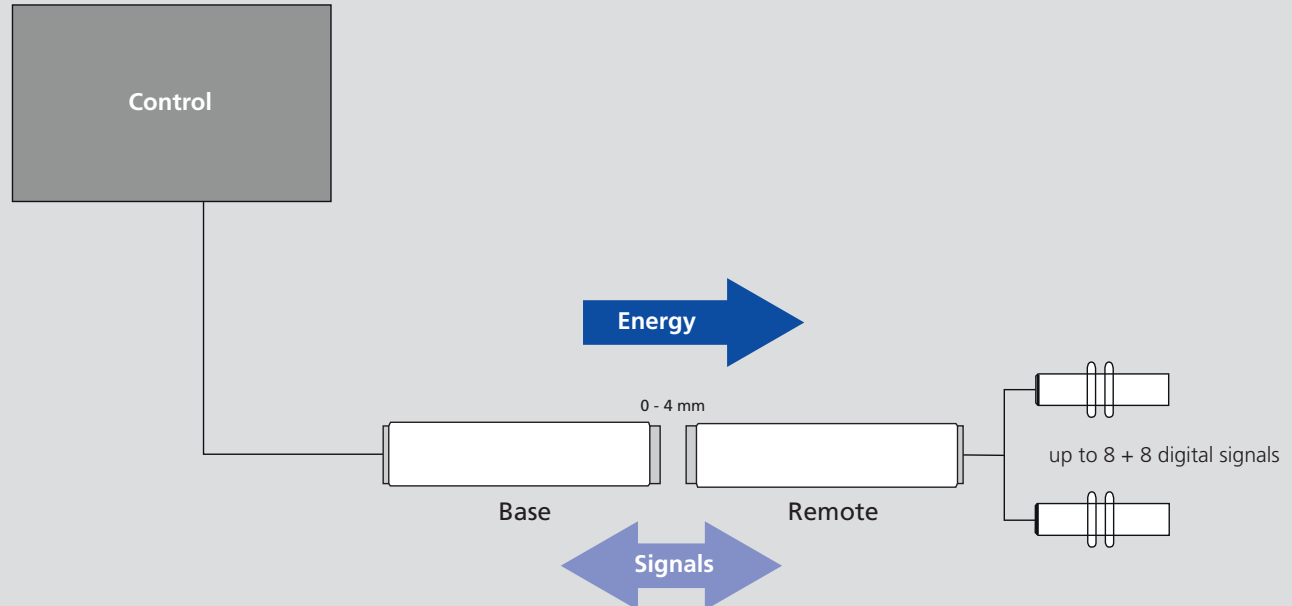 Control
Energy
0 - 4 mm
up to 8 + 8 digital signals
Base
Remote
Signals